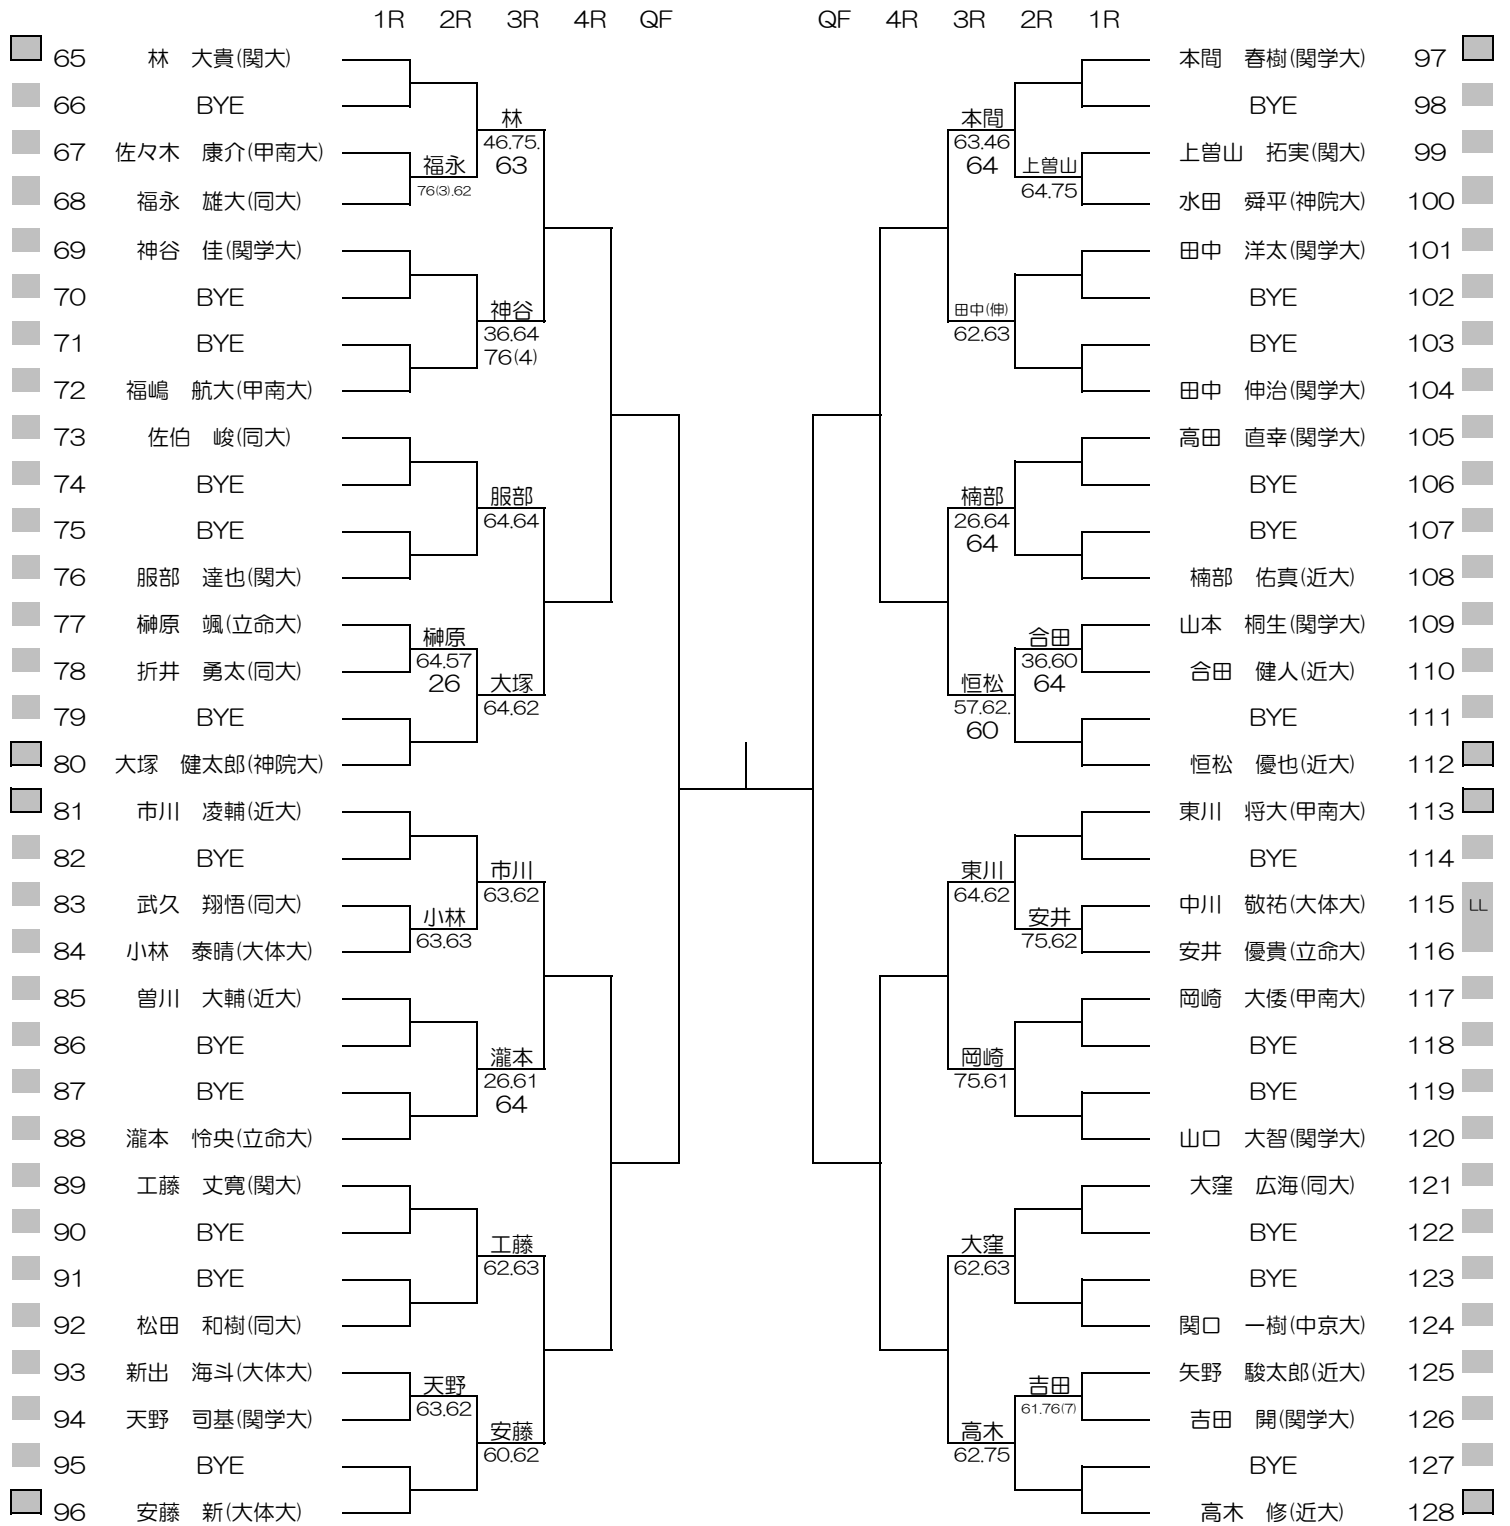 1R 2R 3R 4R QF QF 4R 3R 2R 1R
65 林 大貴(関大)
66 BYE
67 佐々木 康介(甲南大)
68 福永 雄大(同大)
69 神谷 佳(関学大)
70 BYE
71 BYE
72 福嶋 航大(甲南大)
73 佐伯 峻(同大)
74 BYE
75 BYE
76 服部 達也(関大)
77 榊原 颯(立命大)
78 折井 勇太(同大)
79 BYE
80 大塚 健太郎(神院大)
81 市川 凌輔(近大)
82 BYE
83 武久 翔悟(同大)
84 小林 泰晴(大体大)
85 曽川 大輔(近大)
86 BYE
87 BYE
88 瀧本 怜央(立命大)
89 工藤 丈寛(関大)
90 BYE
91 BYE
92 松田 和樹(同大)
93 新出 海斗(大体大)
94 天野 司基(関学大)
95 BYE
96 安藤 新(大体大)
福永
76(3).62
榊原
64.57
26
小林
63.63
天野
63.62
林
46.75.
63
神谷
36.64
76(4)
服部
64.64
大塚
64.62
市川
63.62
瀧本
26.61
64
工藤
62.63
安藤
60.62
本間
63.46
64
田中(伸)
62.63
楠部
26.64
64
恒松
57.62.
60
東川
64.62
岡崎
75.61
大窪
62.63
高木
62.75
上曽山
64.75
合田
36.60
64
安井
75.62
吉田
61.76(7)
本間 春樹(関学大) 97
BYE 98
上曽山 拓実(関大) 99
水田 舜平(神院大) 100
田中 洋太(関学大) 101
BYE 102
BYE 103
田中 伸治(関学大) 104
高田 直幸(関学大) 105
BYE 106
BYE 107
楠部 佑真(近大) 108
山本 桐生(関学大) 109
合田 健人(近大) 110
BYE 111
恒松 優也(近大) 112
東川 将大(甲南大) 113
BYE 114
中川 敬祐(大体大) 115 LL
安井 優貴(立命大) 116
岡崎 大倭(甲南大) 117
BYE 118
BYE 119
山口 大智(関学大) 120
大窪 広海(同大) 121
BYE 122
BYE 123
関口 一樹(中京大) 124
矢野 駿太郎(近大) 125
吉田 開(関学大) 126
BYE 127
高木 修(近大) 128